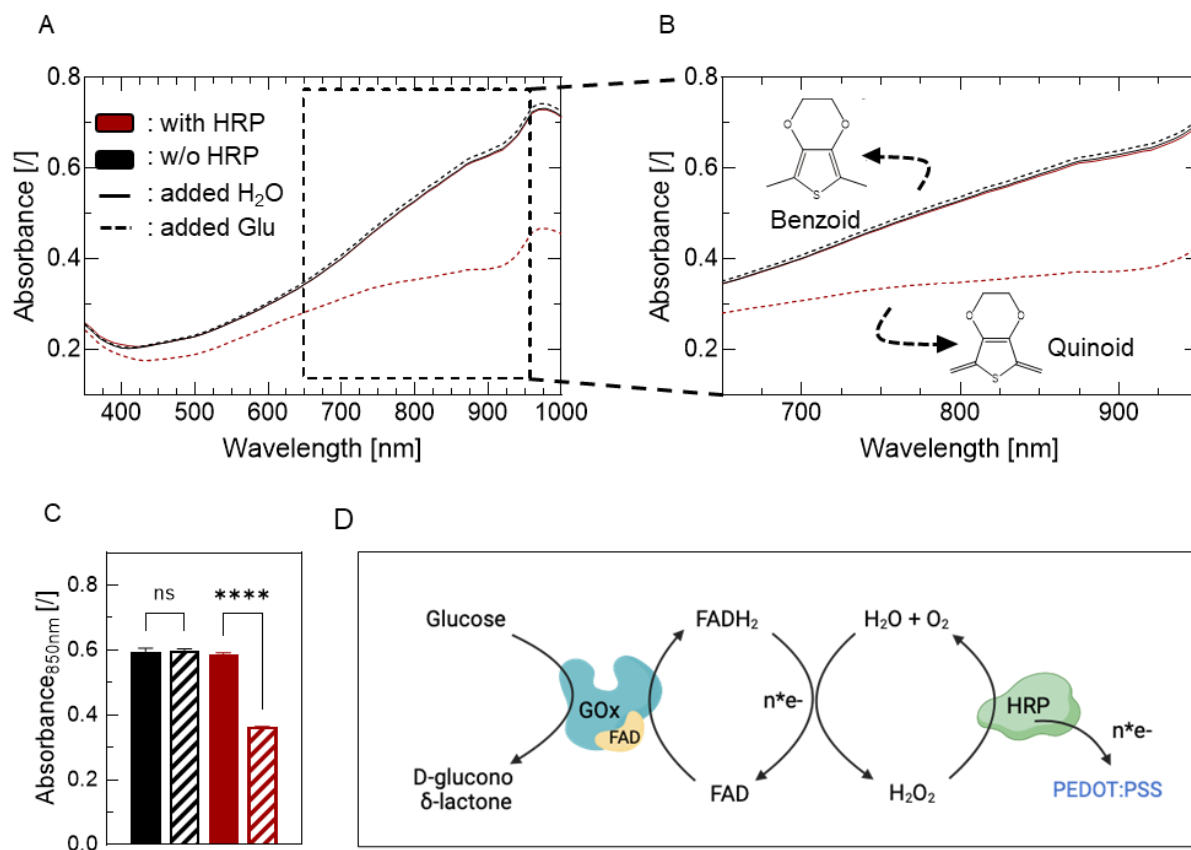 A
0.8
0.6
0.4
0.2
Absorbance [/]
: with HRP
: w/o HRP
: added H₂O
: added Glu
400 500 600 700 800 900 1000
Wavelength [nm]
B
0.8
0.6
0.4
0.2
Absorbance [/]
O O
S
Benzoid
O O
S
Quinoid
700 800 900
Wavelength [nm]
C
0.8
0.6
0.4
0.2
0.0
Absorbance₈₅₀ₙₘ [/]
ns ****
D
Glucose FADH₂ H₂O + O₂
GOx n*e- HRP
FAD n*e-
D-glucono FAD H₂O₂ PEDOT:PSS
δ-lactone